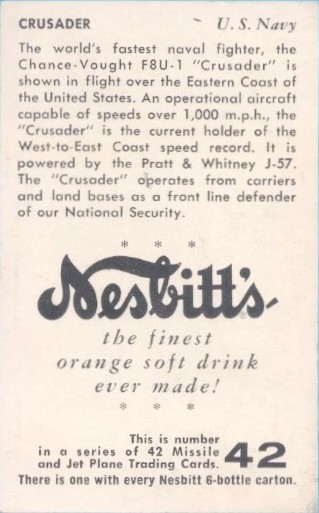 CRUSADER U. S. Navy
The world's fastest naval fighter, the
Chance-Vought F8U-1 "Crusader" is
shown in flight over the Eastern Coast of
the United States. An operational aircraft
capable of speeds over 1,000 m.p.h., the
"Crusader" is the current holder of the
West-to-East Coast speed record. It is
powered by the Pratt & Whitney J-57.
The "Crusader" operates from carriers
and land bases as a front line defender
of our National Security.
* * *
Nesbitt's
the finest
orange soft drink
ever made!
* * *
This is number
in a series of 42 Missile
and Jet Plane Trading Cards. 42
There is one with every Nesbitt 6-bottle carton.